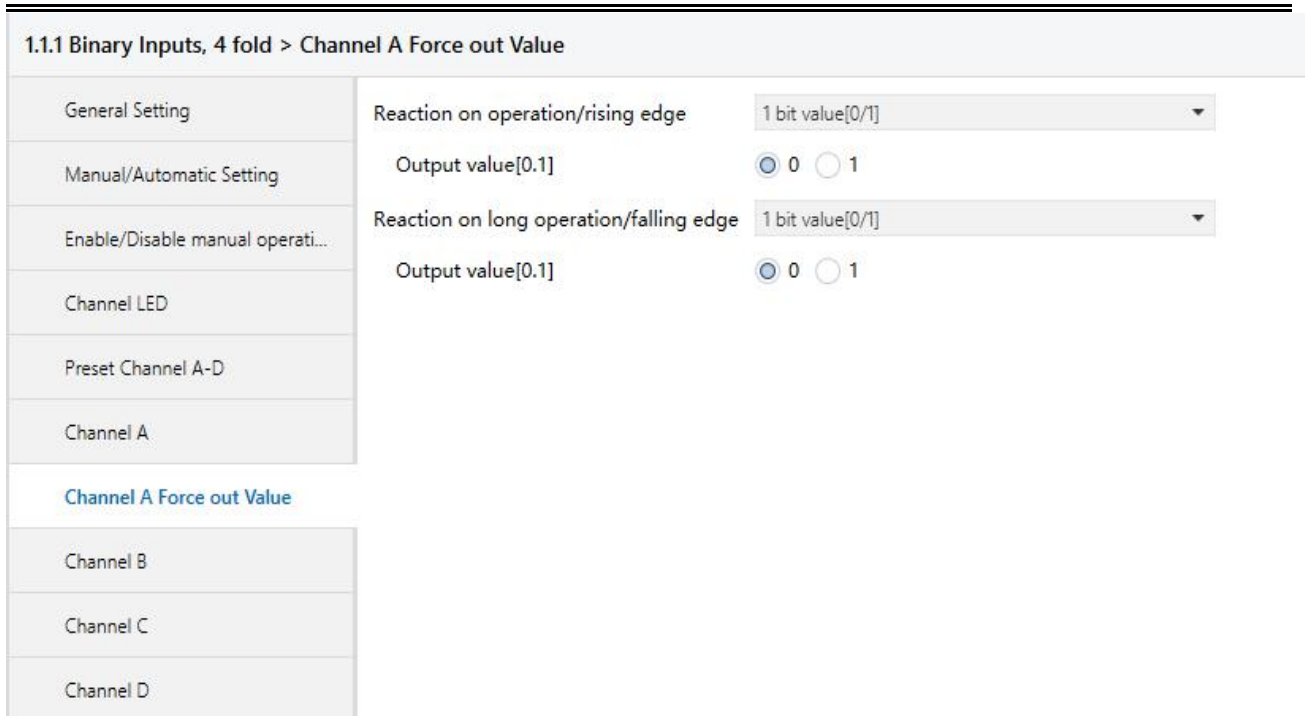 1.1.1 Binary Inputs, 4 fold > Channel A Force out Value
General Setting
Manual/Automatic Setting
Enable/Disable manual operati...
Channel LED
Preset Channel A-D
Channel A
Channel A Force out Value
Channel B
Channel C
Channel D
Reaction on operation/rising edge 1 bit value[0/1]
Output value[0.1] 0 1
Reaction on long operation/falling edge 1 bit value[0/1]
Output value[0.1] 0 1